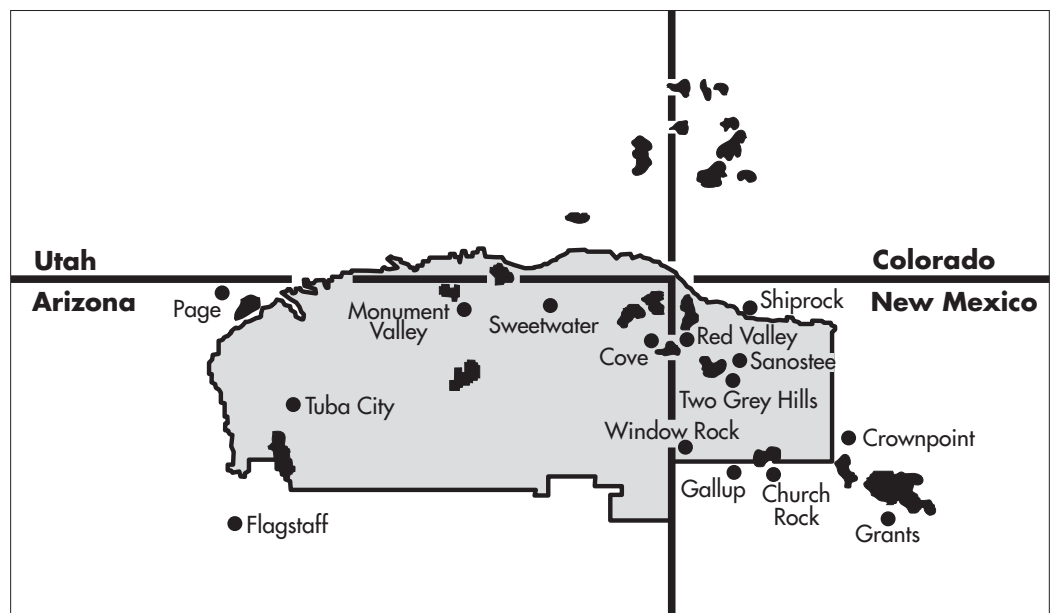 Utah
Colorado
Arizona
New Mexico
Page
Shiprock
Monument
Valley
Sweetwater
Red Valley
Cove
Sanostee
Two Grey Hills
Tuba City
Window Rock
Crownpoint
Gallup
Church
Rock
Flagstaff
Grants